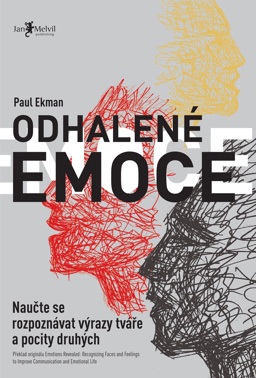 Jan Melvil
publishing
Paul Ekman
ODHALENÉ
EMOCE
EMOCE
Naučte se
rozpoznávat výrazy tváře
a pocity druhých
Překlad originálu Emotions Revealed: Recognizing Faces and Feelings
to Improve Communication and Emotional Life